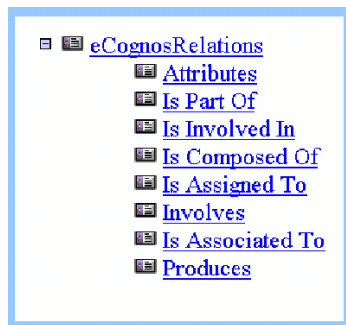 eCognosRelations
Attributes
Is Part Of
Is Involved In
Is Composed Of
Is Assigned To
Involves
Is Associated To
Produces